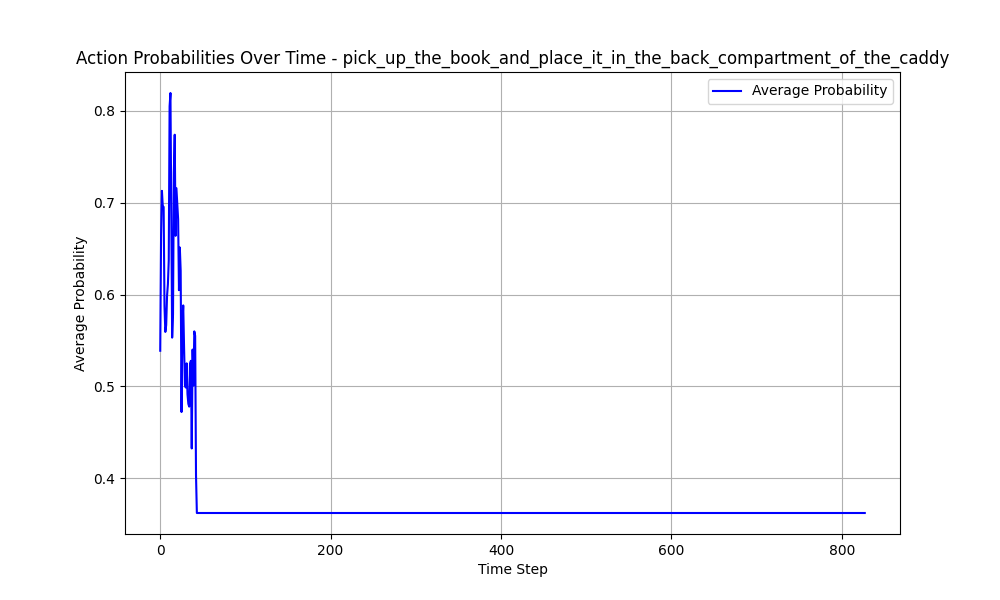 Action Probabilities Over Time - pick_up_the_book_and_place_it_in_the_back_compartment_of_the_caddy
Average Probability
Average Probability
0.8
0.7
0.6
0.5
0.4
0 200 400 600 800
Time Step